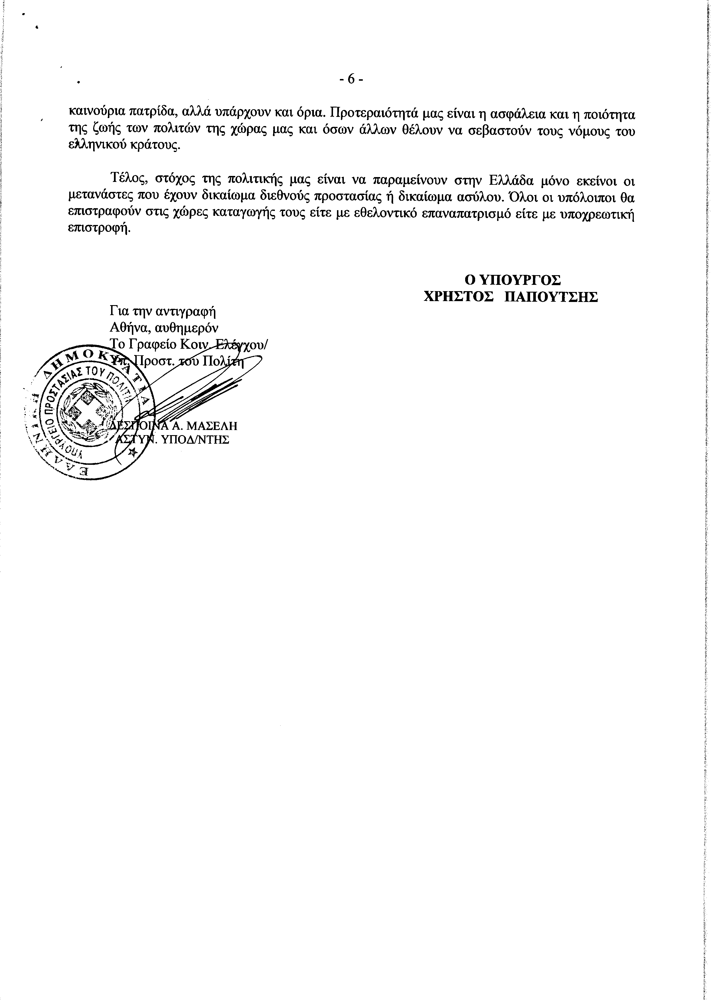 - 6 -
καινούρια πατρίδα, αλλά υπάρχουν και όρια. Προτεραιότητά μας είναι η ασφάλεια και η ποιότητα
της ζωής των πολιτών της χώρας μας και όσων άλλων θέλουν να σεβαστούν τους νόμους του
ελληνικού κράτους.
Τέλος, στόχος της πολιτικής μας είναι να παραμείνουν στην Ελλάδα μόνο εκείνοι οι
μετανάστες που έχουν δικαίωμα διεθνούς προστασίας ή δικαίωμα ασύλου. Όλοι οι υπόλοιποι θα
επιστραφούν στις χώρες καταγωγής τους είτε με εθελοντικό επαναπατρισμό είτε με υποχρεωτική
επιστροφή.
Ο ΥΠΟΥΡΓΟΣ
ΧΡΗΣΤΟΣ ΠΑΠΟΥΤΣΗΣ
Για την αντιγραφή
Αθήνα, αυθημερόν
Το Γραφείο Κοιν. Ελέγχου/
Υπ. Προστ. του Πολίτη
ΕΛΛΗΝΙΚΗ ΔΗΜΟΚΡΑΤΙΑ
ΥΠΟΥΡΓΕΙΟ ΠΡΟΣΤΑΣΙΑΣ ΤΟΥ ΠΟΛΙΤΗ
ΔΕΣΠΟΙΝΑ Α. ΜΑΣΕΛΗ
ΑΣΤΥΝ. ΥΠΟΔ/ΝΤΗΣ